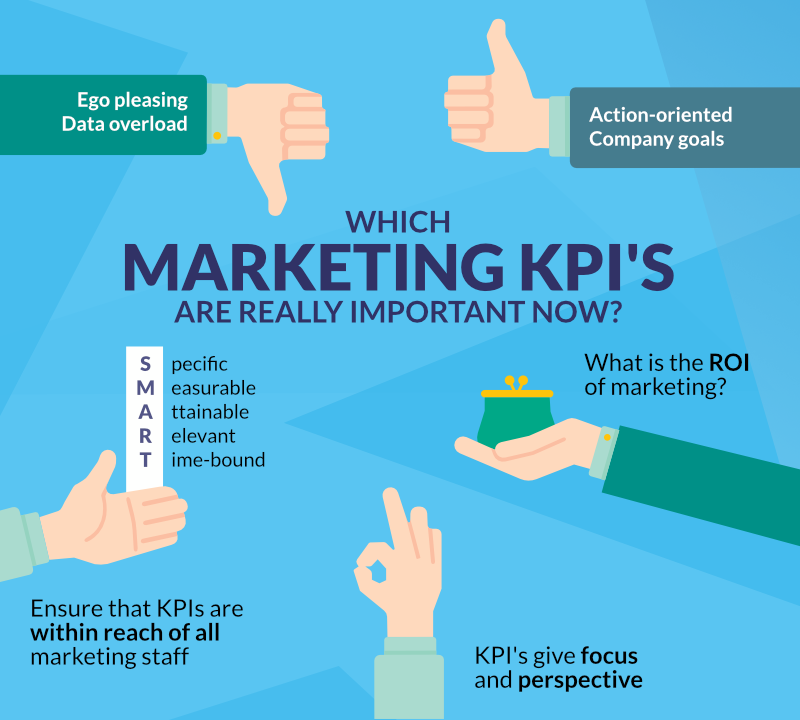 Ego pleasing
Data overload
Action-oriented
Company goals
WHICH
MARKETING KPI'S
ARE REALLY IMPORTANT NOW?
S pecific
M easurable
A ttainable
R elevant
T ime-bound
What is the ROI
of marketing?
Ensure that KPIs are
within reach of all
marketing staff
KPI's give focus
and perspective